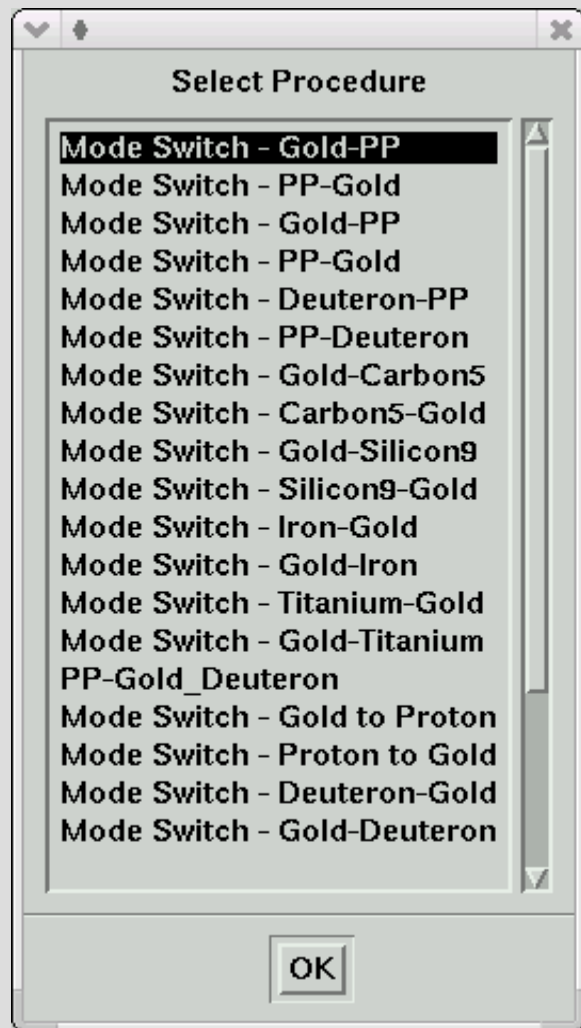 Select Procedure
Mode Switch - Gold-PP
Mode Switch - PP-Gold
Mode Switch - Gold-PP
Mode Switch - PP-Gold
Mode Switch - Deuteron-PP
Mode Switch - PP-Deuteron
Mode Switch - Gold-Carbon5
Mode Switch - Carbon5-Gold
Mode Switch - Gold-Silicon9
Mode Switch - Silicon9-Gold
Mode Switch - Iron-Gold
Mode Switch - Gold-Iron
Mode Switch - Titanium-Gold
Mode Switch - Gold-Titanium
PP-Gold_Deuteron
Mode Switch - Gold to Proton
Mode Switch - Proton to Gold
Mode Switch - Deuteron-Gold
Mode Switch - Gold-Deuteron
OK